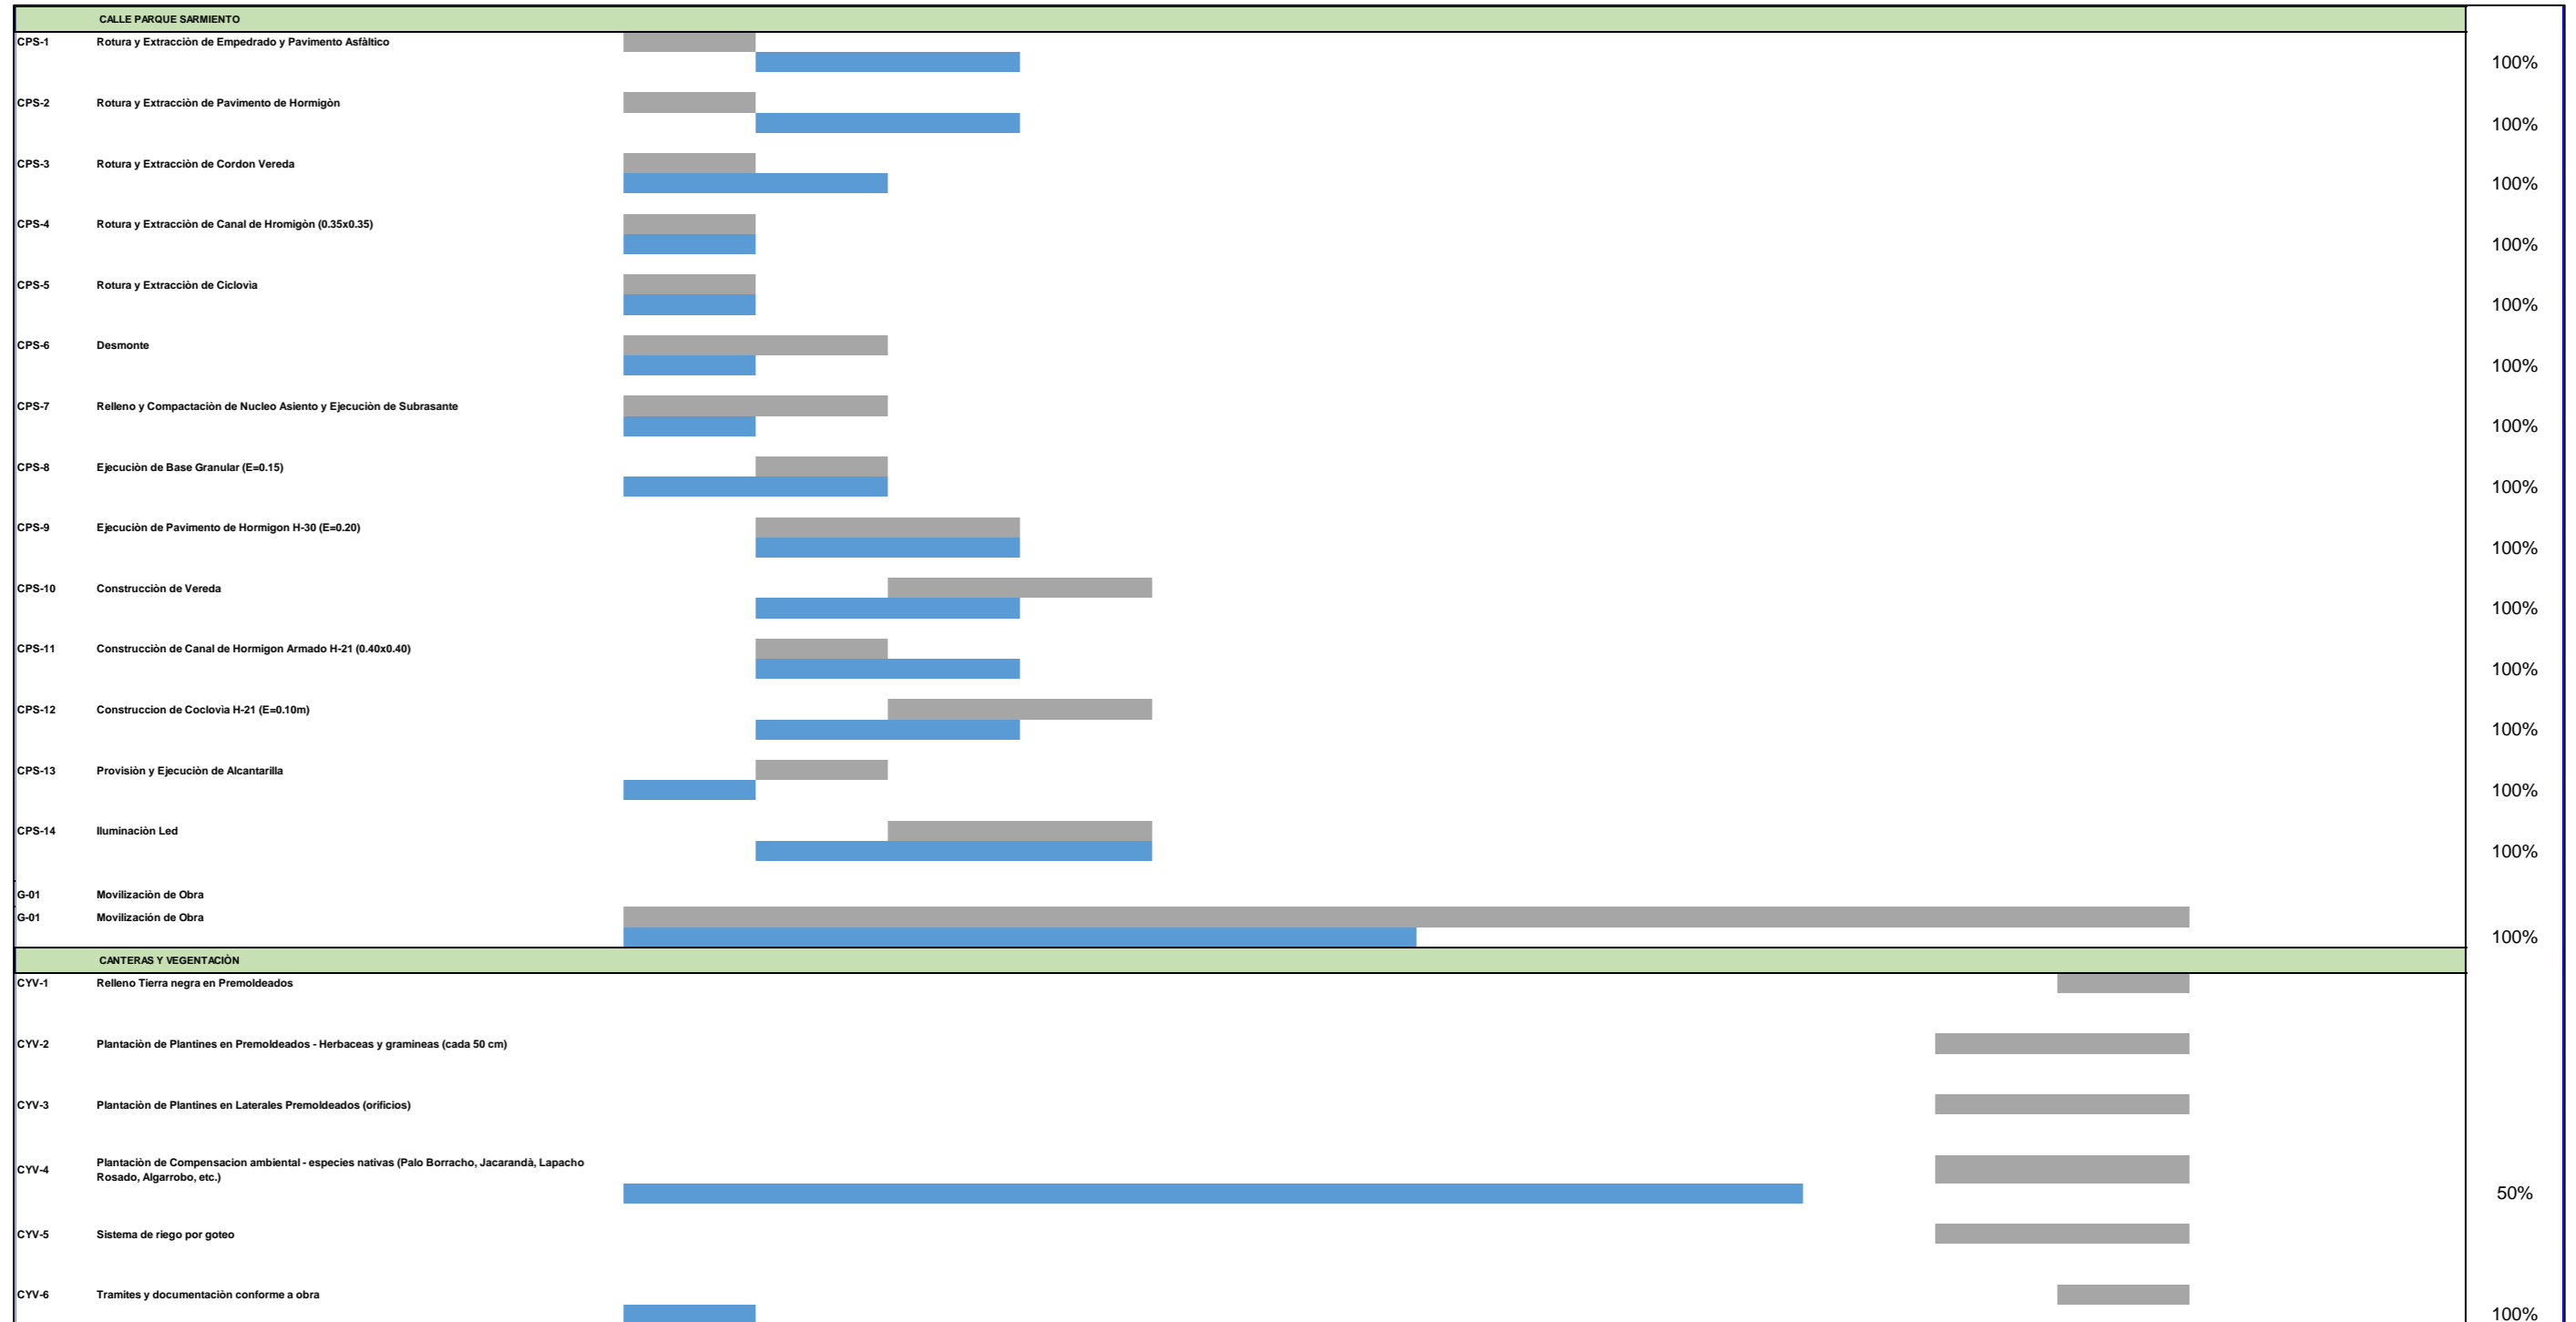 CALLE PARQUE SARMIENTO
CPS-1 Rotura y Extracciòn de Empedrado y Pavimento Asfàltico
100%
CPS-2 Rotura y Extracciòn de Pavimento de Hormigòn
100%
CPS-3 Rotura y Extracciòn de Cordon Vereda
100%
CPS-4 Rotura y Extracciòn de Canal de Hromigòn (0.35x0.35)
100%
CPS-5 Rotura y Extracciòn de Ciclovìa
100%
CPS-6 Desmonte
100%
CPS-7 Relleno y Compactaciòn de Nucleo Asiento y Ejecuciòn de Subrasante
100%
CPS-8 Ejecuciòn de Base Granular (E=0.15)
100%
CPS-9 Ejecuciòn de Pavimento de Hormigon H-30 (E=0.20)
100%
CPS-10 Construcciòn de Vereda
100%
CPS-11 Construcciòn de Canal de Hormigon Armado H-21 (0.40x0.40)
100%
CPS-12 Construccion de Coclovìa H-21 (E=0.10m)
100%
CPS-13 Provisiòn y Ejecuciòn de Alcantarilla
100%
CPS-14 Iluminaciòn Led
100%
G-01 Movilizaciòn de Obra
G-01 Movilización de Obra
100%
CANTERAS Y VEGENTACIÒN
CYV-1 Relleno Tierra negra en Premoldeados
CYV-2 Plantaciòn de Plantines en Premoldeados - Herbaceas y gramineas (cada 50 cm)
CYV-3 Plantaciòn de Plantines en Laterales Premoldeados (orificios)
CYV-4 Plantaciòn de Compensacion ambiental - especies nativas (Palo Borracho, Jacarandà, Lapacho
Rosado, Algarrobo, etc.)
50%
CYV-5 Sistema de riego por goteo
CYV-6 Tramites y documentaciòn conforme a obra
100%